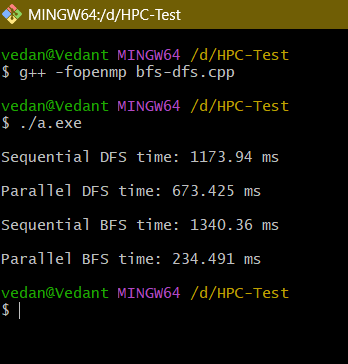 MINGW64:/d/HPC-Test
vedan@Vedant MINGW64 /d/HPC-Test
$ g++ -fopenmp bfs-dfs.cpp
vedan@Vedant MINGW64 /d/HPC-Test
$ ./a.exe
Sequential DFS time: 1173.94 ms
Parallel DFS time: 673.425 ms
Sequential BFS time: 1340.36 ms
Parallel BFS time: 234.491 ms
vedan@Vedant MINGW64 /d/HPC-Test
$